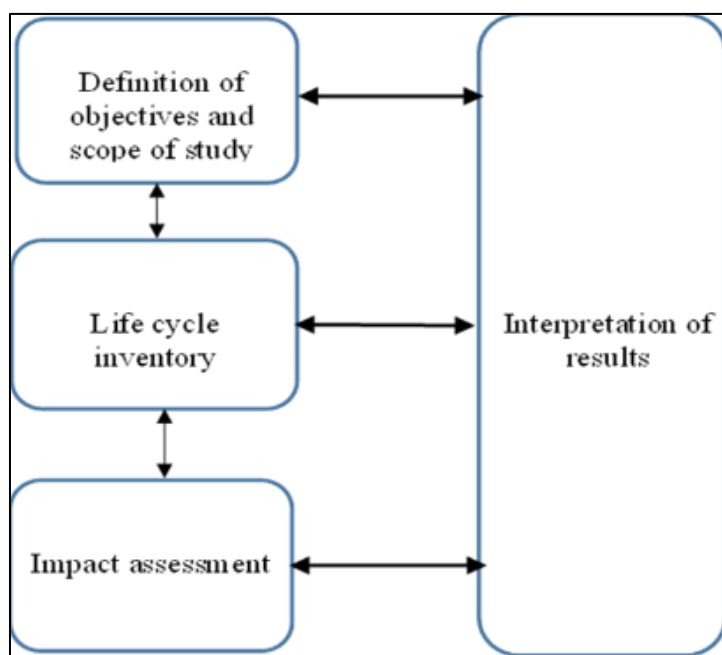 Definition of
objectives and
scope of study
Life cycle
inventory
Interpretation of
results
Impact assessment